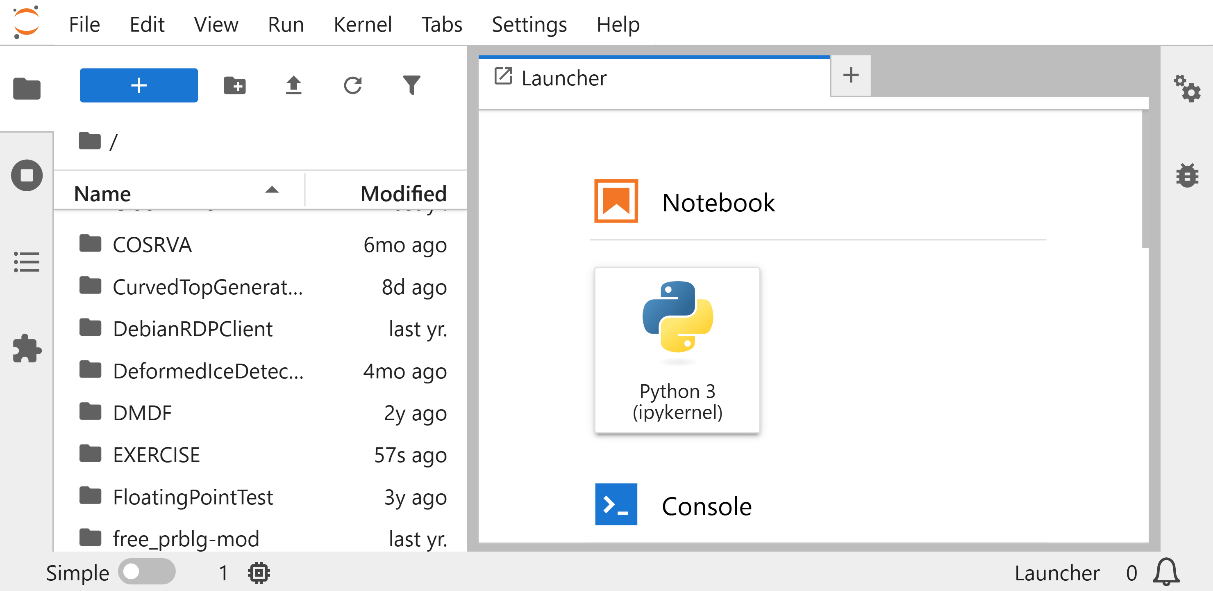 File Edit View Run Kernel Tabs Settings Help
Launcher
/
Name Modified
COSRVA 6mo ago
CurvedTopGenerat... 8d ago
DebianRDPClient last yr.
DeformedIceDetec... 4mo ago
DMDF 2y ago
EXERCISE 57s ago
FloatingPointTest 3y ago
free_prblg-mod last yr.
Notebook
Python 3
(ipykernel)
Console
Simple 1 Launcher 0